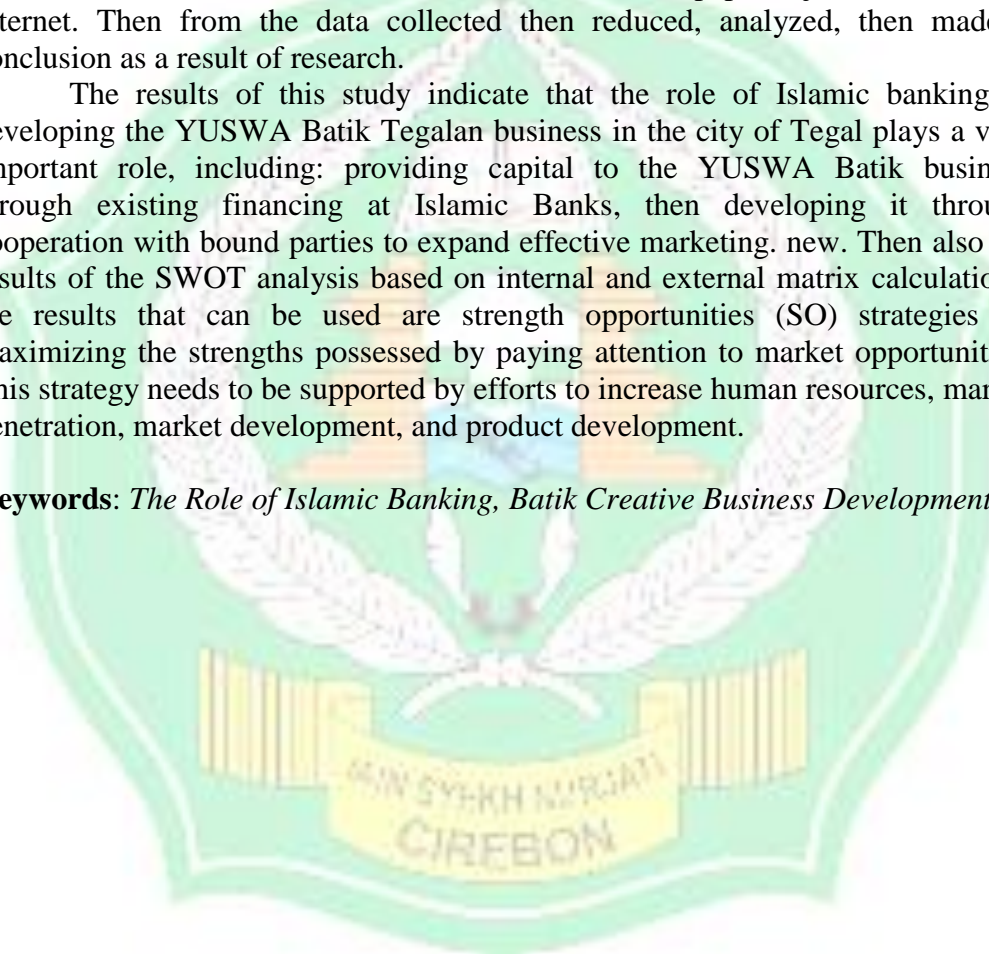 nternet. Then from the data collected then reduced, analyzed, then made
onclusion as a result of research.
The results of this study indicate that the role of Islamic banking
eveloping the YUSWA Batik Tegalan business in the city of Tegal plays a v
mportant role, including: providing capital to the YUSWA Batik busin
rough existing financing at Islamic Banks, then developing it throu
ooperation with bound parties to expand effective marketing. new. Then also
sults of the SWOT analysis based on internal and external matrix calculation
e results that can be used are strength opportunities (SO) strategies
aximizing the strengths possessed by paying attention to market opportunit
his strategy needs to be supported by efforts to increase human resources, mar
enetration, market development, and product development.
eywords: The Role of Islamic Banking, Batik Creative Business Development
IAIN SYEKH NURJATI
CIREBON